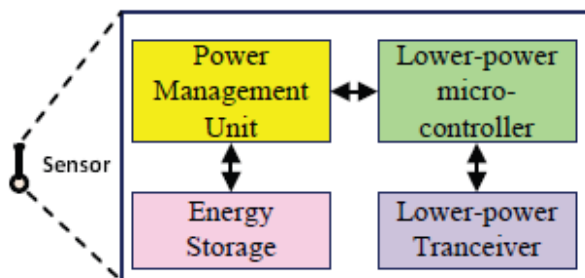 Power
Management
Unit
Lower-power
micro-
controller
Sensor
Energy
Storage
Lower-power
Tranceiver